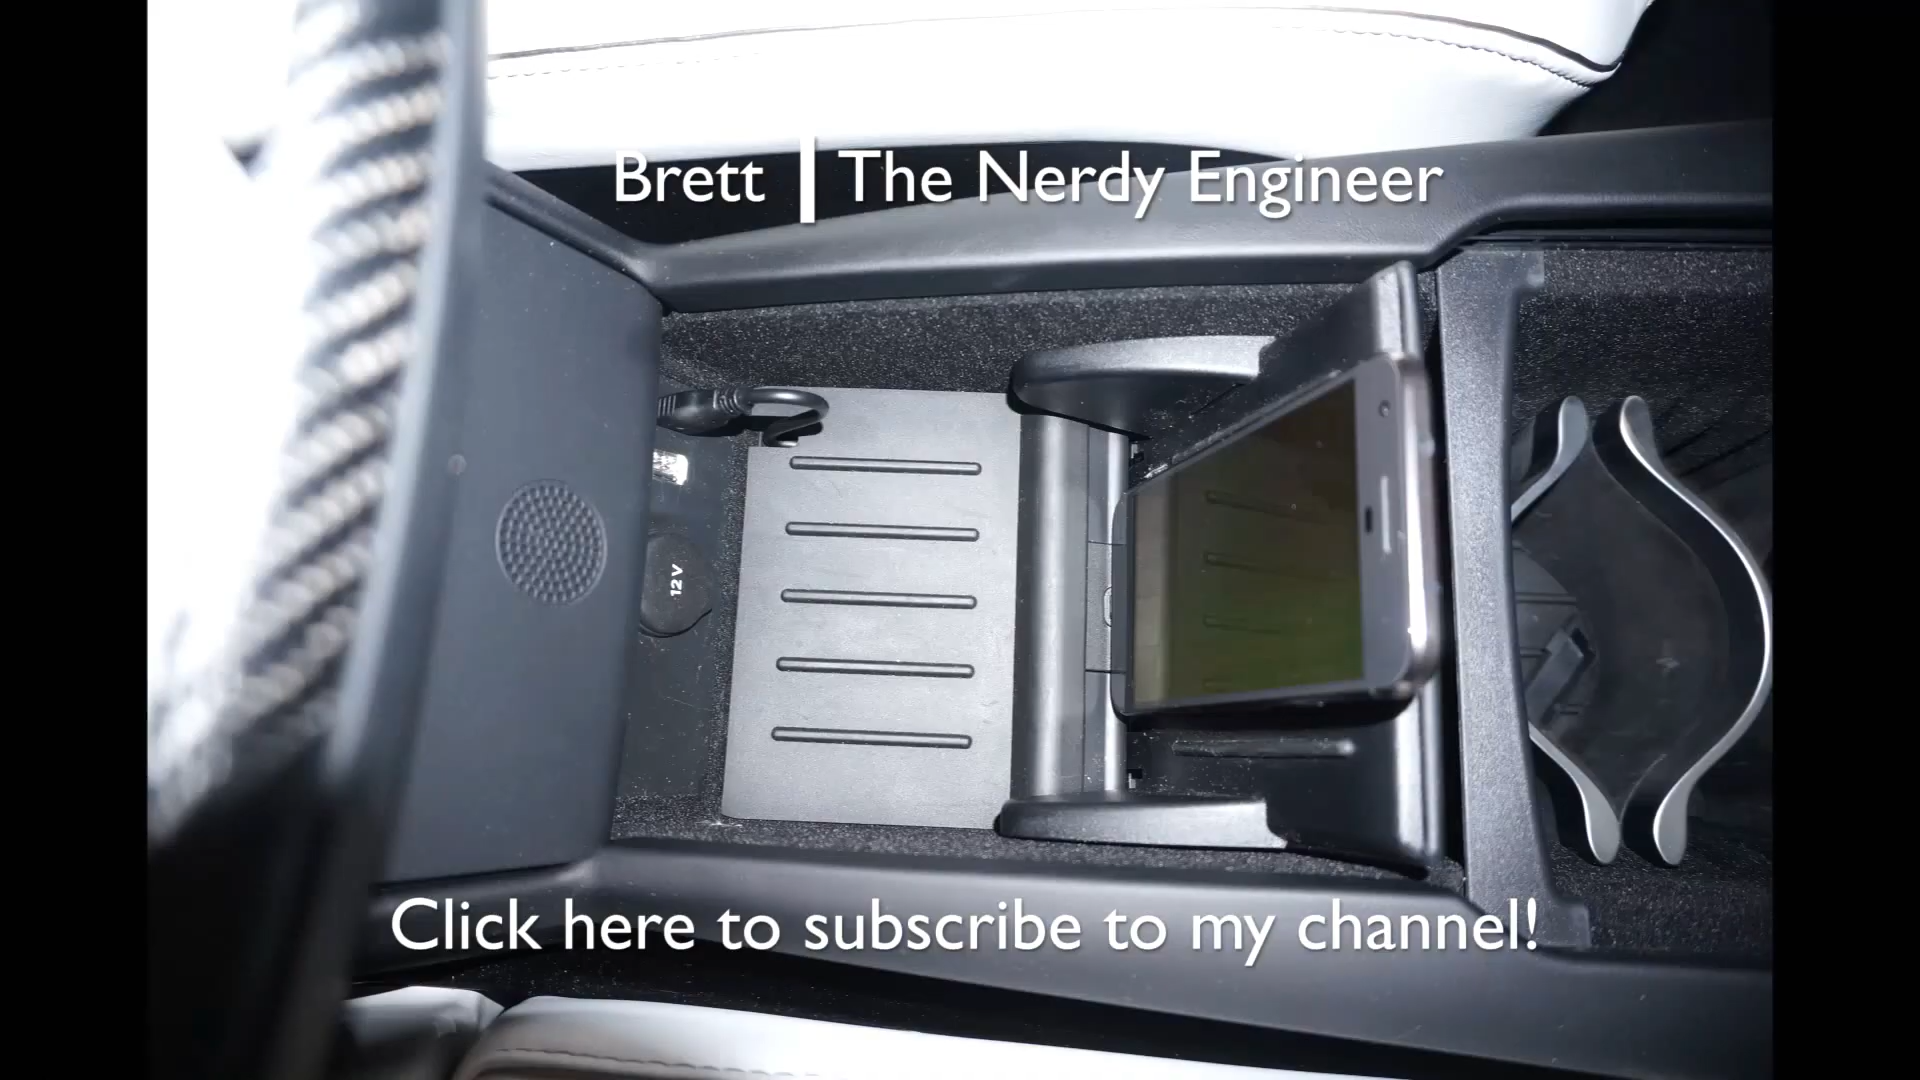 Brett | The Nerdy Engineer
12V
Click here to subscribe to my channel!